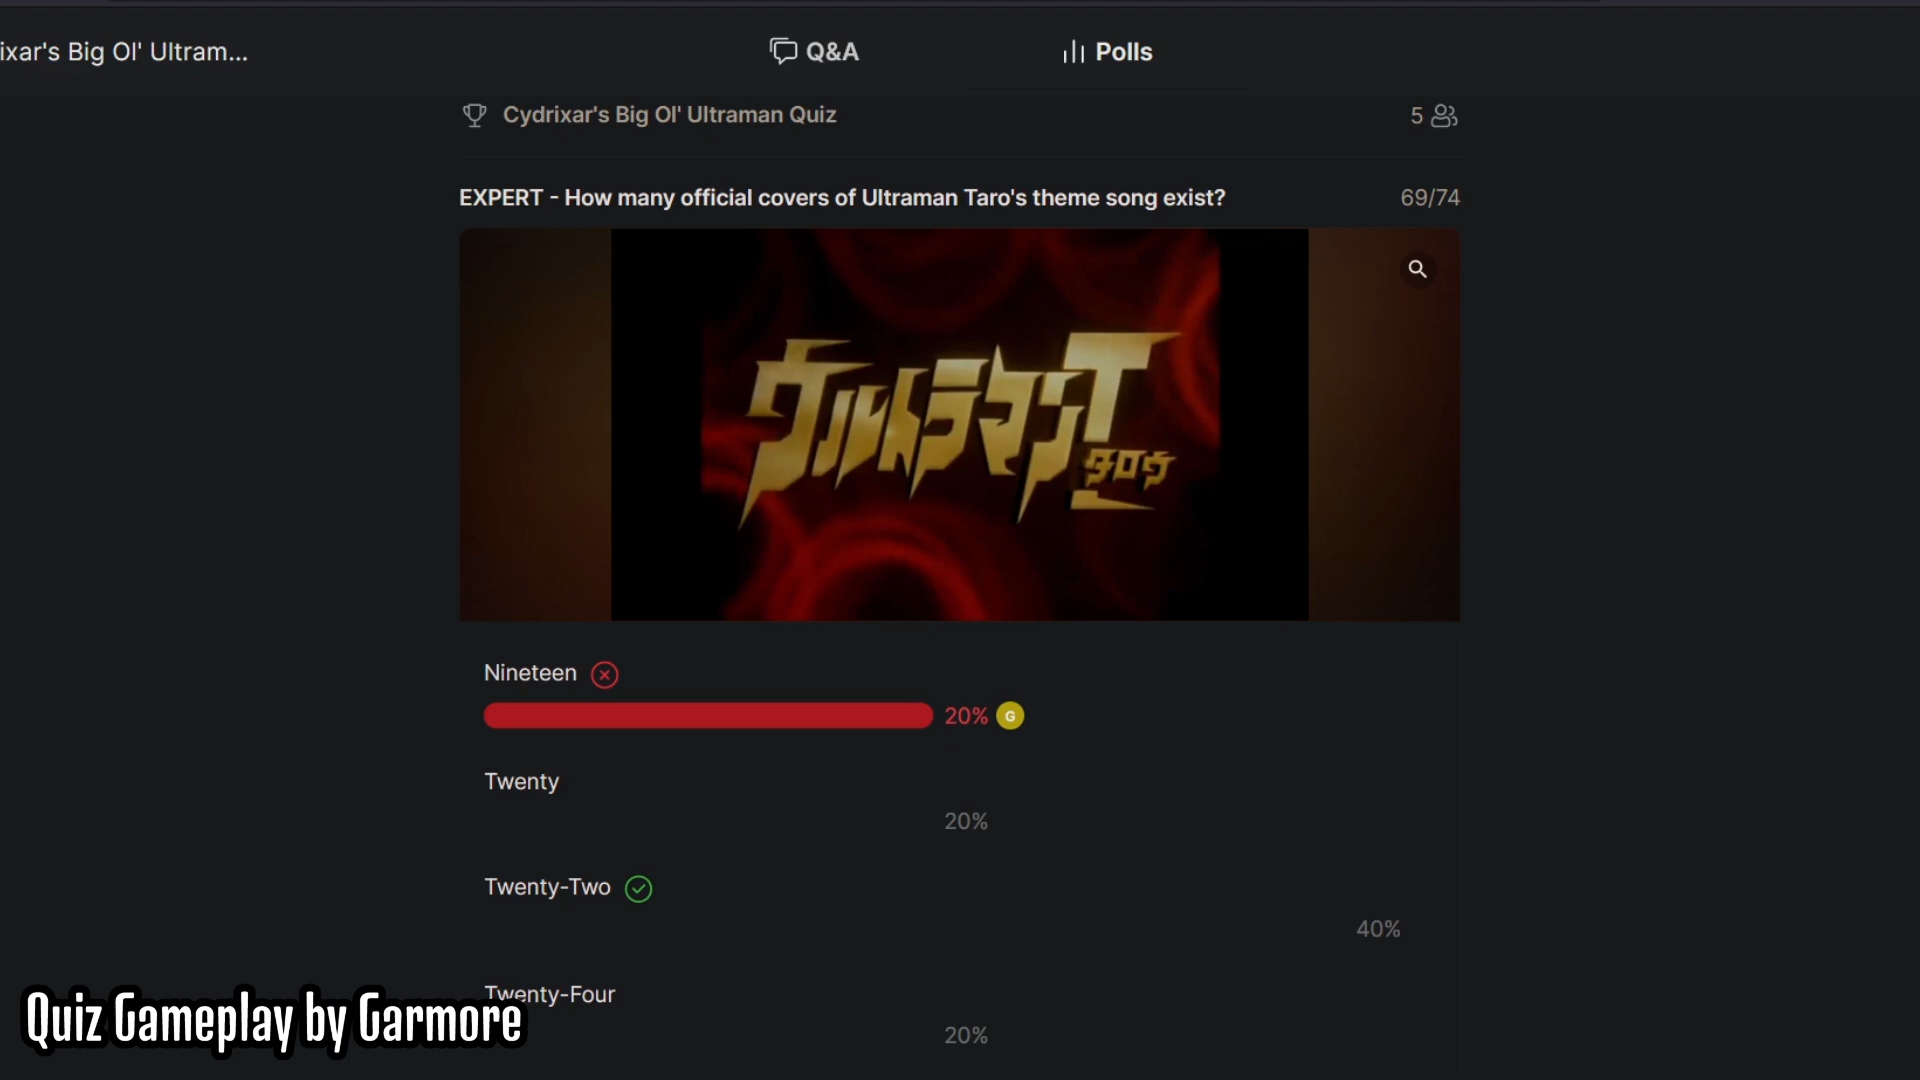 ixar's Big Ol' Ultram...
Q&A
Polls
Cydrixar's Big Ol' Ultraman Quiz
5
EXPERT - How many official covers of Ultraman Taro's theme song exist?
69/74
ウルトラマンT
タロウ
Nineteen
20%
G
Twenty
20%
Twenty-Two
40%
Twenty-Four
20%
Quiz Gameplay by Garmore